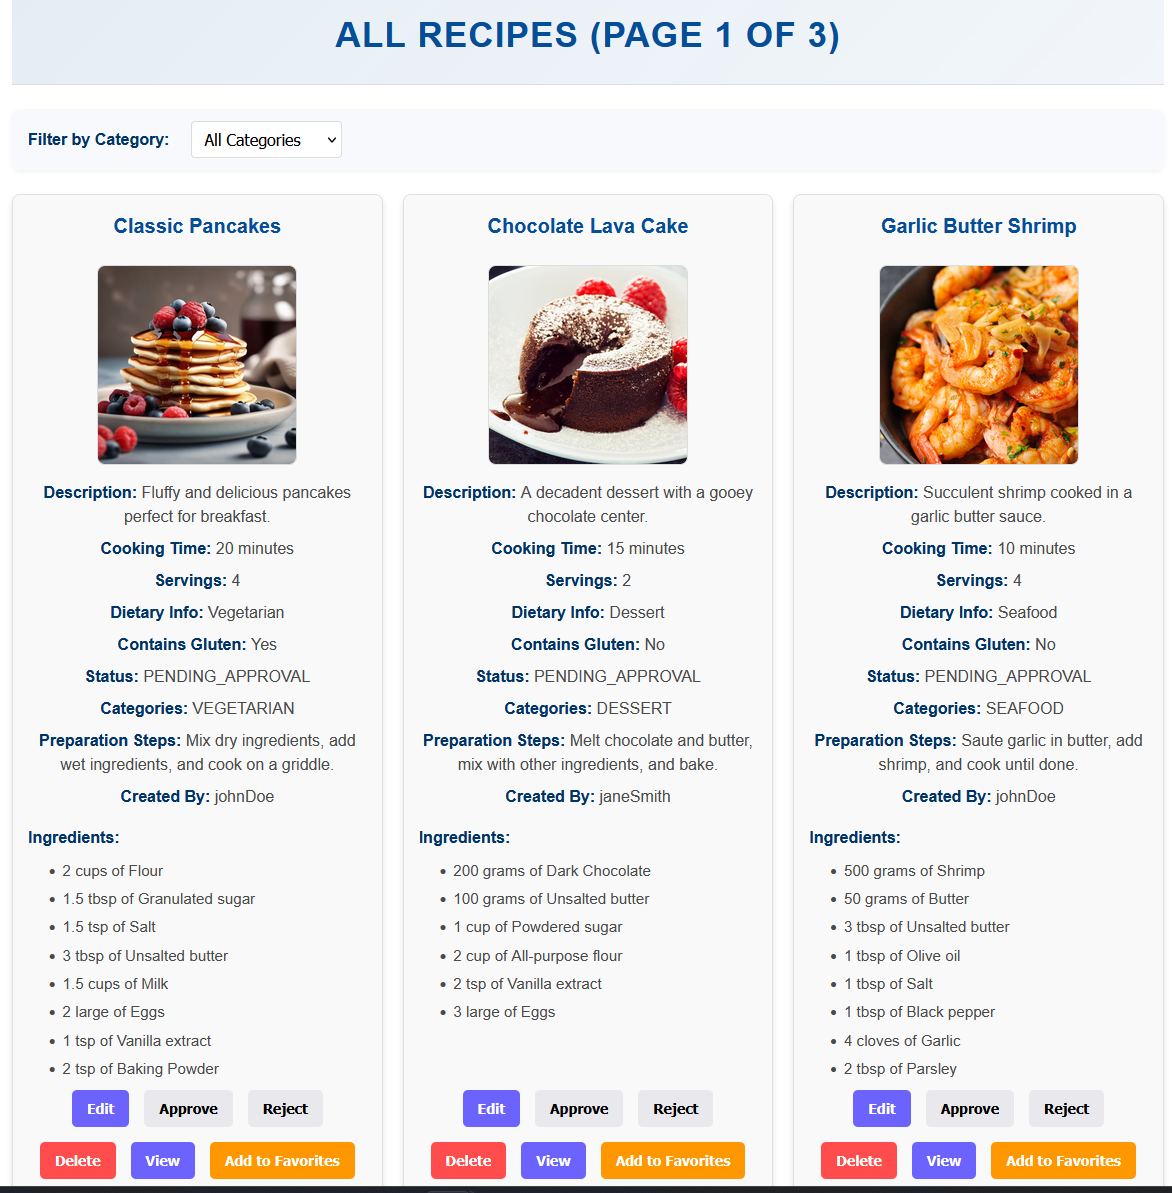 ALL RECIPES (PAGE 1 OF 3)
Filter by Category: All Categories
Classic Pancakes
Description: Fluffy and delicious pancakes
perfect for breakfast.
Cooking Time: 20 minutes
Servings: 4
Dietary Info: Vegetarian
Contains Gluten: Yes
Status: PENDING_APPROVAL
Categories: VEGETARIAN
Preparation Steps: Mix dry ingredients, add
wet ingredients, and cook on a griddle.
Created By: johnDoe
Ingredients:
2 cups of Flour
1.5 tbsp of Granulated sugar
1.5 tsp of Salt
3 tbsp of Unsalted butter
1.5 cups of Milk
2 large of Eggs
1 tsp of Vanilla extract
2 tsp of Baking Powder
Edit Approve Reject
Delete View Add to Favorites
Chocolate Lava Cake
Description: A decadent dessert with a gooey
chocolate center.
Cooking Time: 15 minutes
Servings: 2
Dietary Info: Dessert
Contains Gluten: No
Status: PENDING_APPROVAL
Categories: DESSERT
Preparation Steps: Melt chocolate and butter,
mix with other ingredients, and bake.
Created By: janeSmith
Ingredients:
200 grams of Dark Chocolate
100 grams of Unsalted butter
1 cup of Powdered sugar
2 cup of All-purpose flour
2 tsp of Vanilla extract
3 large of Eggs
Edit Approve Reject
Delete View Add to Favorites
Garlic Butter Shrimp
Description: Succulent shrimp cooked in a
garlic butter sauce.
Cooking Time: 10 minutes
Servings: 4
Dietary Info: Seafood
Contains Gluten: No
Status: PENDING_APPROVAL
Categories: SEAFOOD
Preparation Steps: Saute garlic in butter, add
shrimp, and cook until done.
Created By: johnDoe
Ingredients:
500 grams of Shrimp
50 grams of Butter
3 tbsp of Unsalted butter
1 tbsp of Olive oil
1 tbsp of Salt
1 tbsp of Black pepper
4 cloves of Garlic
2 tbsp of Parsley
Edit Approve Reject
Delete View Add to Favorites